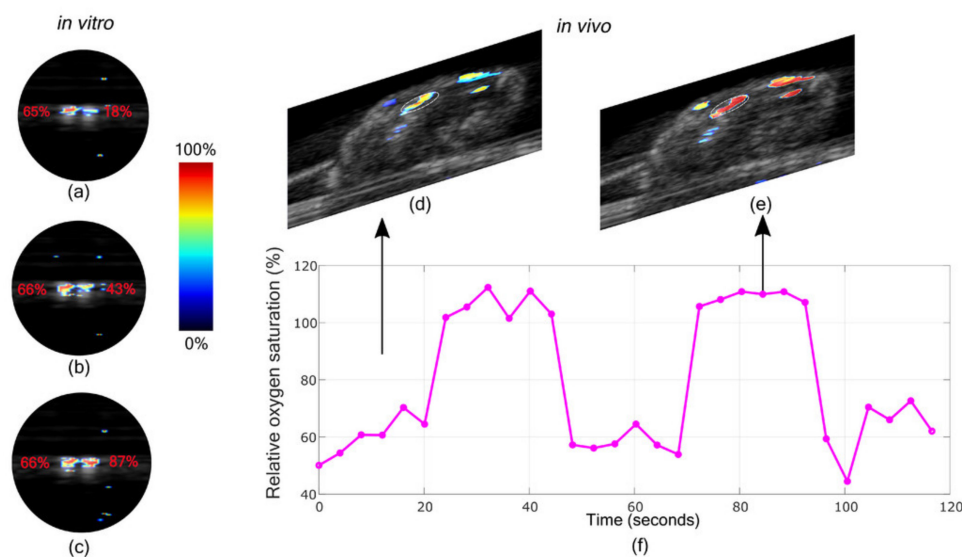 in vitro
in vivo
65% 18%
(a)
100%
0%
66% 43%
(b)
66% 87%
(c)
(d)
(e)
Relative oxygen saturation (%)
120
100
80
60
40
0 20 40 60 80 100 120
Time (seconds)
(f)